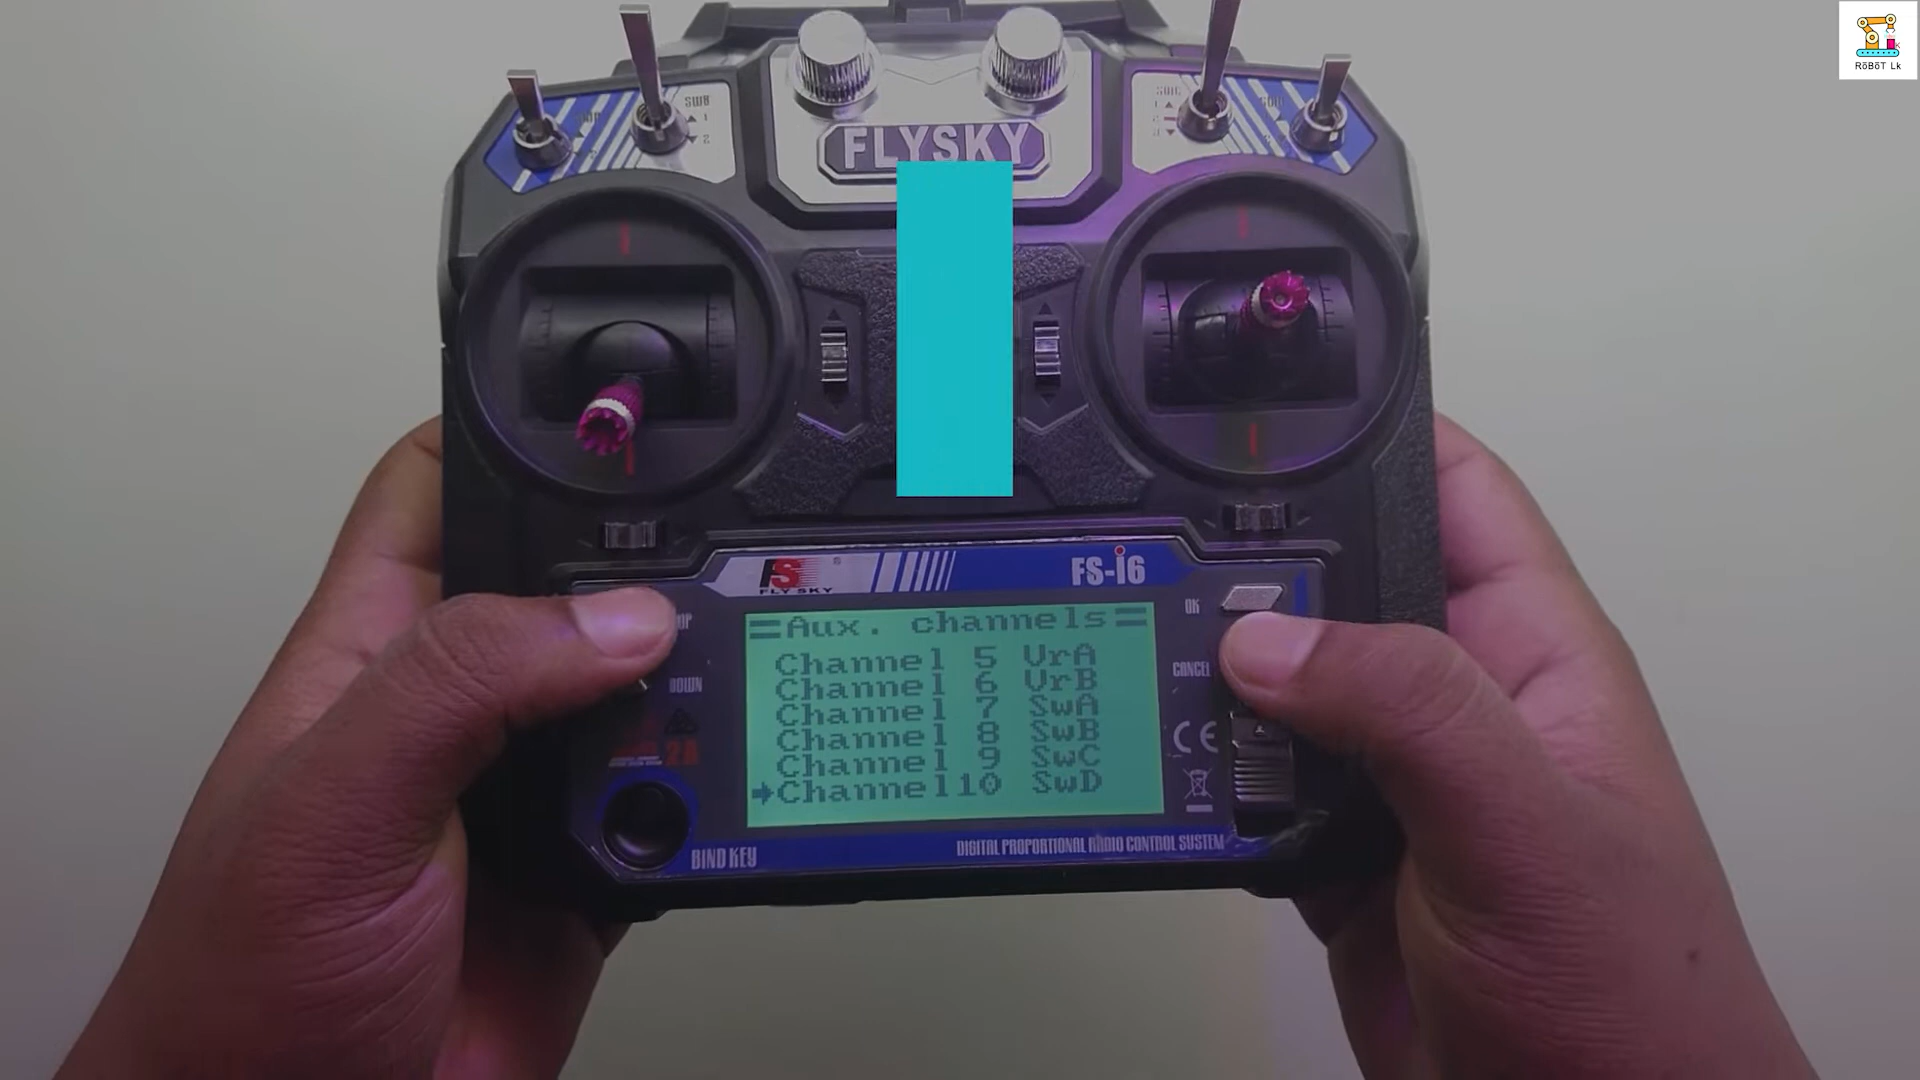 RōBōT Lk
SWB
1
2
FLYSKY
FS
FLY SKY
FS-i6
OK
Aux. channels
Channel 5 VrA
Channel 6 VrB
Channel 7 SwA
Channel 8 SwB
Channel 9 SwC
Channel10 SwD
DOWN
CANCEL
CE
BIND KEY
DIGITAL PROPORTIONAL RADIO CONTROL SYSTEM